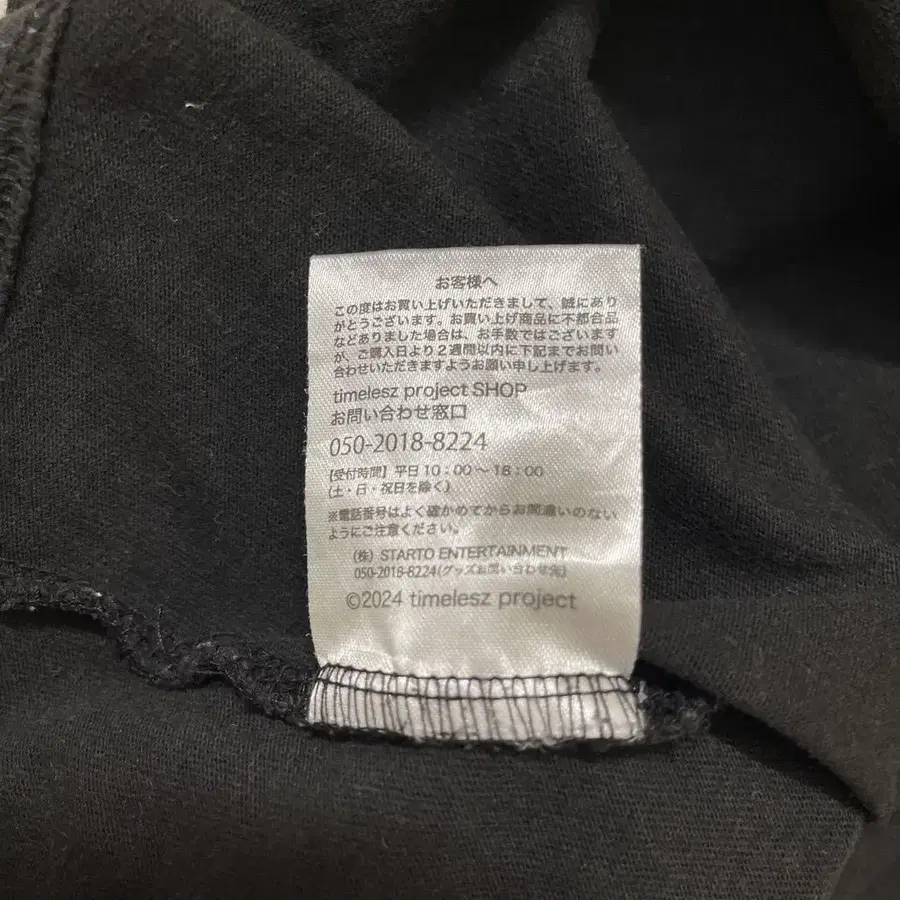 お客様へ
この度はお買い上げいただきまして、誠にあり
がとうございます。お買い上げ商品に不都合品
などありました場合は、お手数ではございます
が、ご購入日より2週間以内に下記までお問い
合わせいただきますようお願い申し上げます。
timelesz project SHOP
お問い合わせ窓口
050-2018-8224
【受付時間】平日10:00～18:00
(土・日・祝日を除く)
※電話番号はよく確かめてからお間違いのない
ようにご注意ください。
(株) STARTO ENTERTAINMENT
050-2018-8224(グッズお問い合わせ先)
©2024 timelesz project